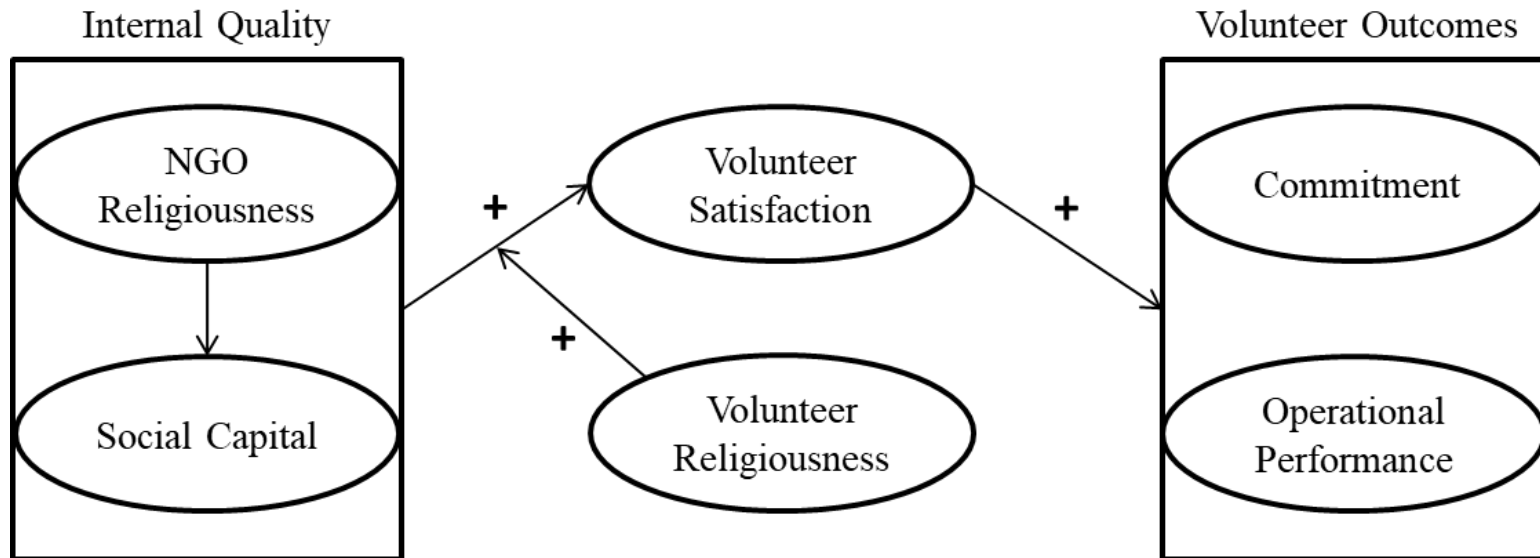 Internal Quality
NGO
Religiousness
Social Capital
+
Volunteer
Satisfaction
+
Volunteer
Religiousness
+
Volunteer Outcomes
Commitment
Operational
Performance